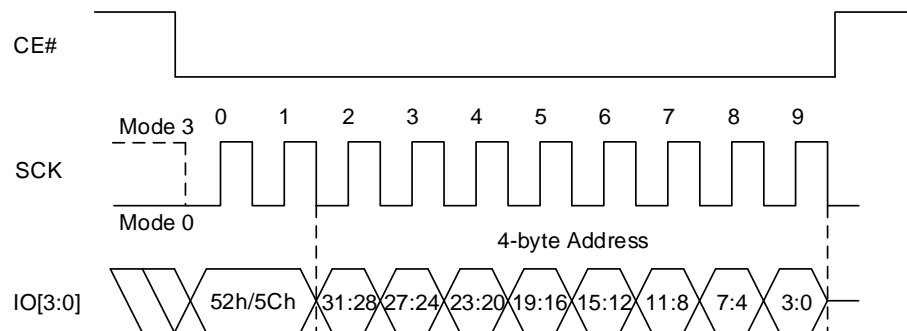 CE#
0 1 2 3 4 5 6 7 8 9
Mode 3
SCK
Mode 0
4-byte Address
IO[3:0] 52h/5Ch 31:28 27:24 23:20 19:16 15:12 11:8 7:4 3:0